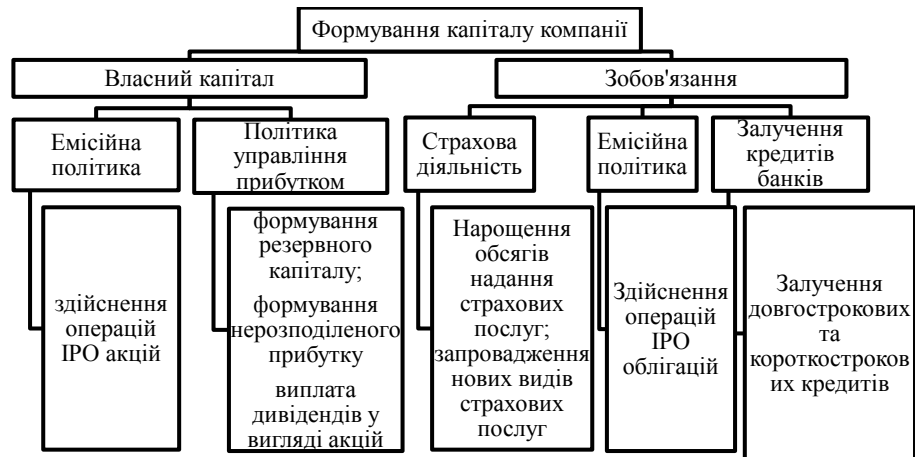 Формування капіталу компанії
Власний капітал
Зобов'язання
Емісійна
політика
Політика
управління
прибутком
Страхова
діяльність
Емісійна
політика
Залучення
кредитів
банків
здійснення
операцій
IPO акцій
формування
резервного
капіталу;
формування
нерозподіленого
прибутку
виплата
дивідендів у
вигляді акцій
Нарощення
обсягів
надання
страхових
послуг;
запровадження
нових видів
страхових
послуг
Здійснення
операцій
IPO
облігацій
Залучення
довгострокових
та
короткостроков
их кредитів